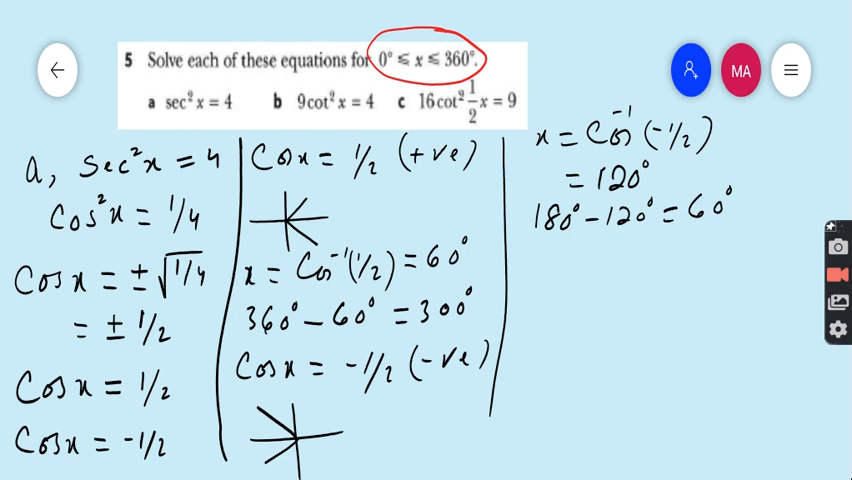 5 Solve each of these equations for 0° ≤ x ≤ 360°.
a sec²x = 4 b 9cot²x = 4 c 16cot² 1/2 x = 9
MA
a, Sec²x = 4
Cos²x = 1/4
Cos x = ±√1/4
= ± 1/2
Cos x = 1/2
Cos x = -1/2
Cos x = 1/2 (+ve)
x = Cos⁻¹(1/2) = 60°
360° - 60° = 300°
Cos x = -1/2 (-ve)
x = Cos⁻¹(-1/2)
= 120°
180° - 120° = 60°